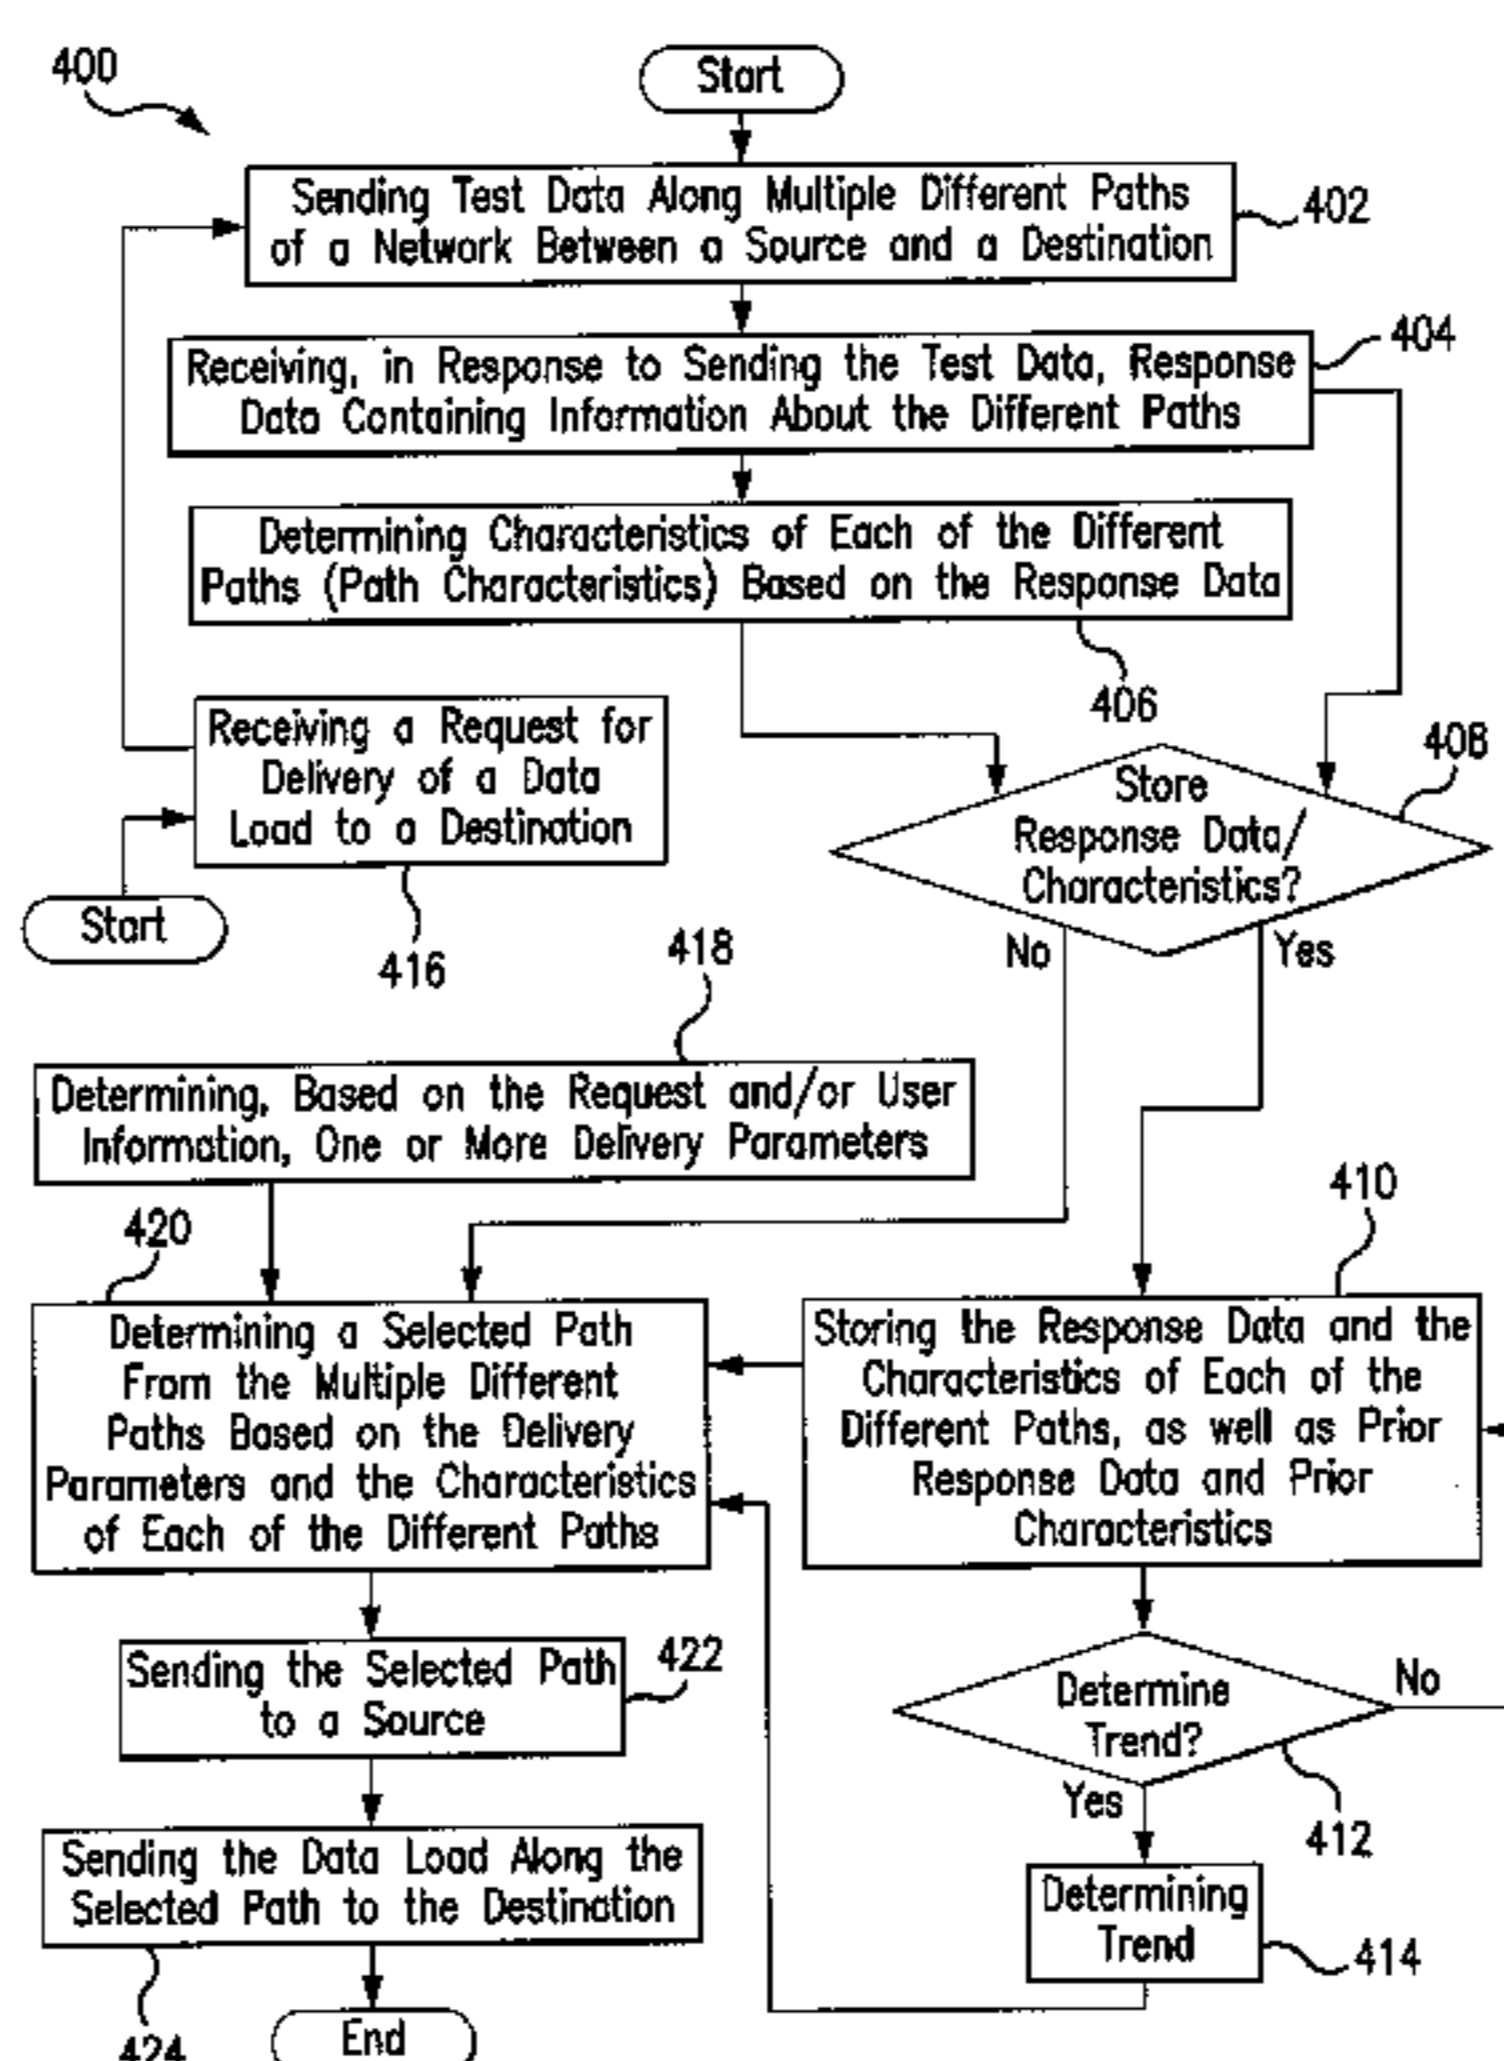 400
Start
Sending Test Data Along Multiple Different Paths
of a Network Between a Source and a Destination
402
Receiving, in Response to Sending the Test Data, Response
Data Containing Information About the Different Paths
404
Determining Characteristics of Each of the Different
Paths (Path Characteristics) Based on the Response Data
406
Receiving a Request for
Delivery of a Data
Load to a Destination
416
Start
Store
Response Data/
Characteristics?
408
No
Yes
418
Determining, Based on the Request and/or User
Information, One or More Delivery Parameters
420
Determining a Selected Path
From the Multiple Different
Paths Based on the Delivery
Parameters and the Characteristics
of Each of the Different Paths
410
Storing the Response Data and the
Characteristics of Each of the
Different Paths, as well as Prior
Response Data and Prior
Characteristics
Sending the Selected Path
to a Source
422
Determine
Trend?
No
Yes
412
Sending the Data Load Along the
Selected Path to the Destination
424
Determining
Trend
414
End